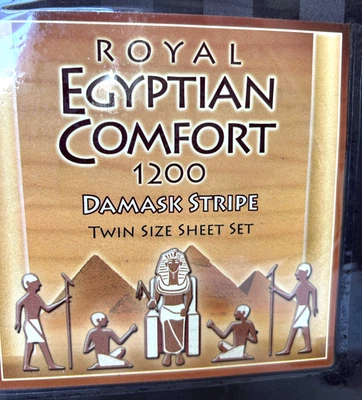 ROYAL
EGYPTIAN
COMFORT
1200
DAMASK STRIPE
TWIN SIZE SHEET SET